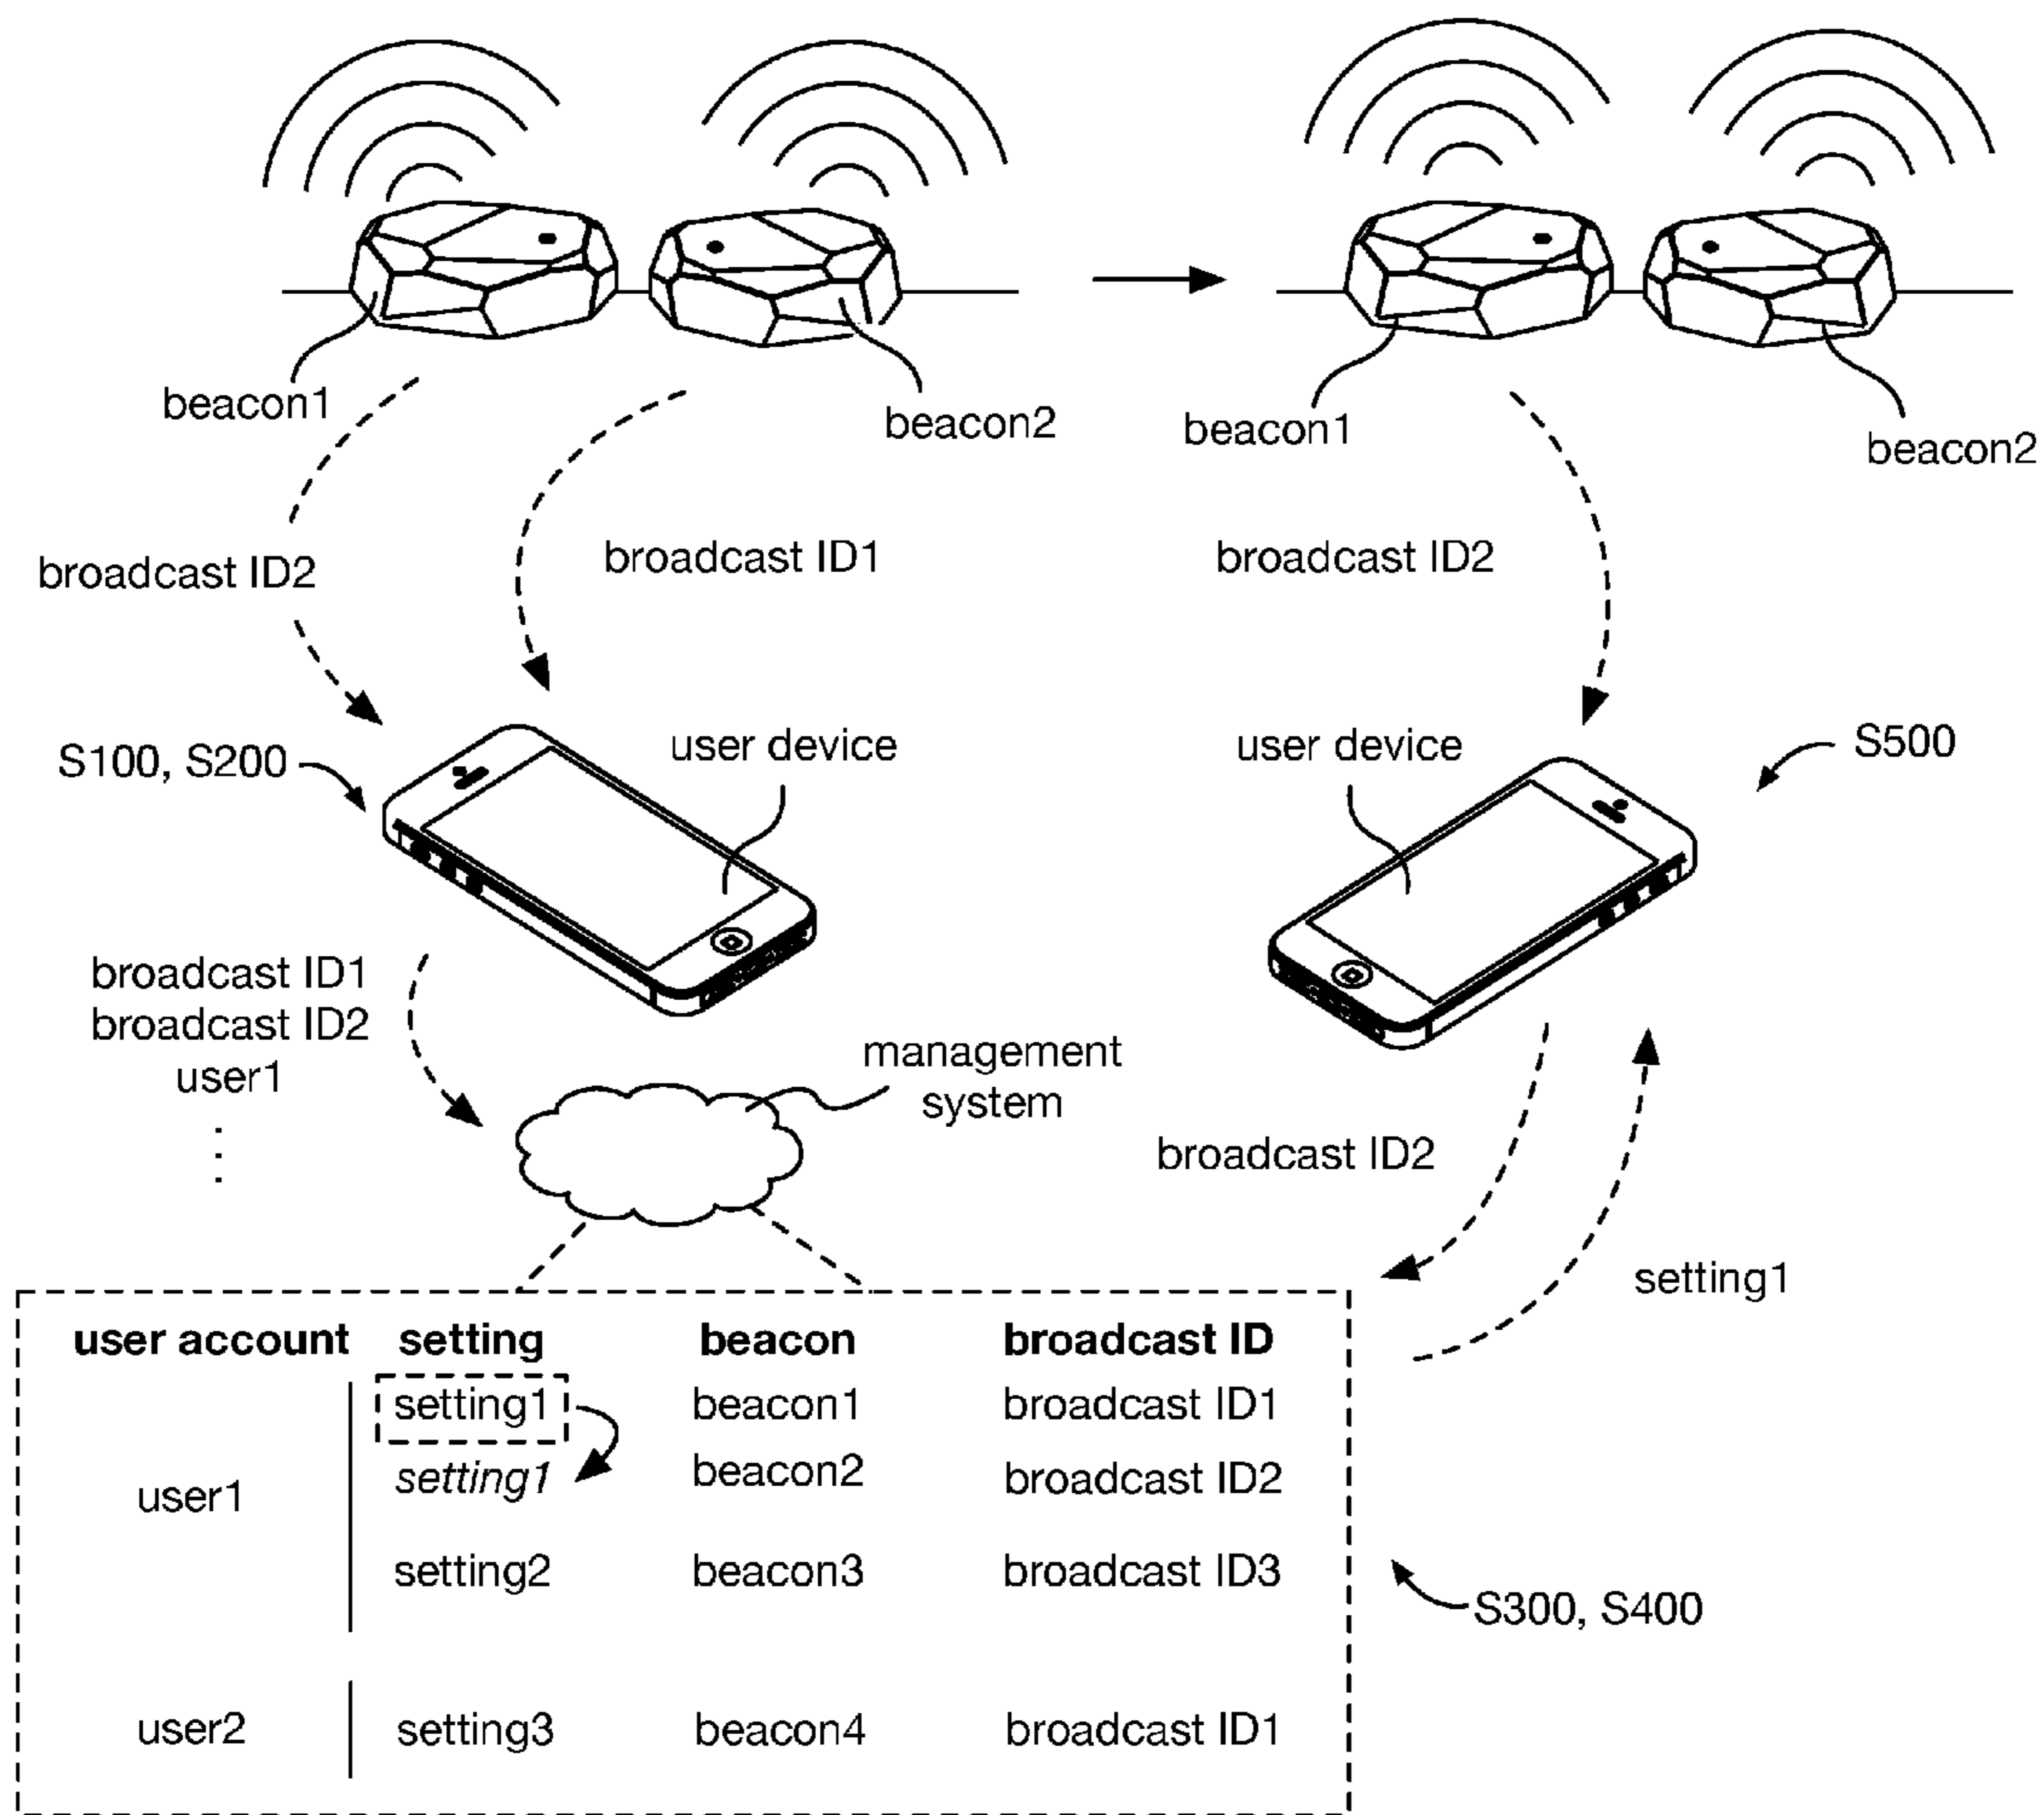 beacon1
beacon2
beacon1
beacon2
broadcast ID2
broadcast ID1
broadcast ID2
S100, S200
user device
user device
S500
broadcast ID1
broadcast ID2
user1
management
system
broadcast ID2
setting1
user account setting beacon broadcast ID
setting1 beacon1 broadcast ID1
user1
setting1 beacon2 broadcast ID2
setting2 beacon3 broadcast ID3
S300, S400
user2 setting3 beacon4 broadcast ID1